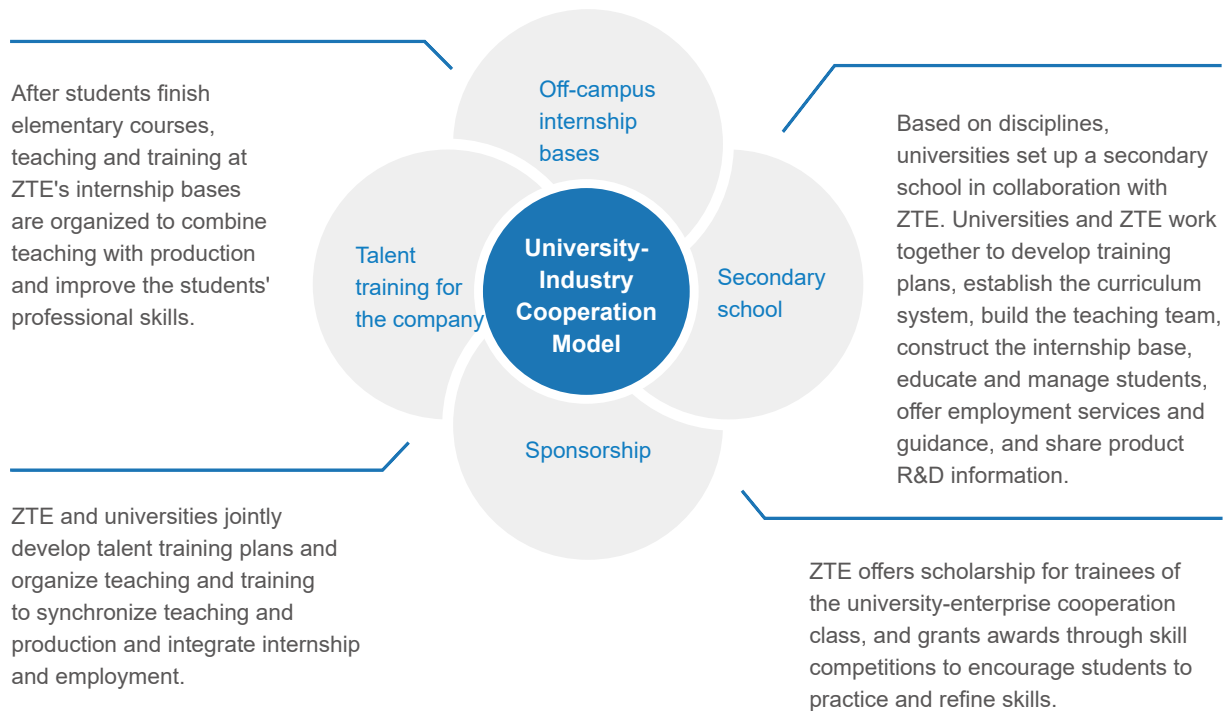 After students finish
elementary courses,
teaching and training at
ZTE's internship bases
are organized to combine
teaching with production
and improve the students'
professional skills.
Off-campus
internship
bases
Based on disciplines,
universities set up a secondary
school in collaboration with
ZTE. Universities and ZTE work
together to develop training
plans, establish the curriculum
system, build the teaching team,
construct the internship base,
educate and manage students,
offer employment services and
guidance, and share product
R&D information.
Talent
training for
the company
University-
Industry
Cooperation
Model
Secondary
school
Sponsorship
ZTE and universities jointly
develop talent training plans and
organize teaching and training
to synchronize teaching and
production and integrate internship
and employment.
ZTE offers scholarship for trainees of
the university-enterprise cooperation
class, and grants awards through skill
competitions to encourage students to
practice and refine skills.